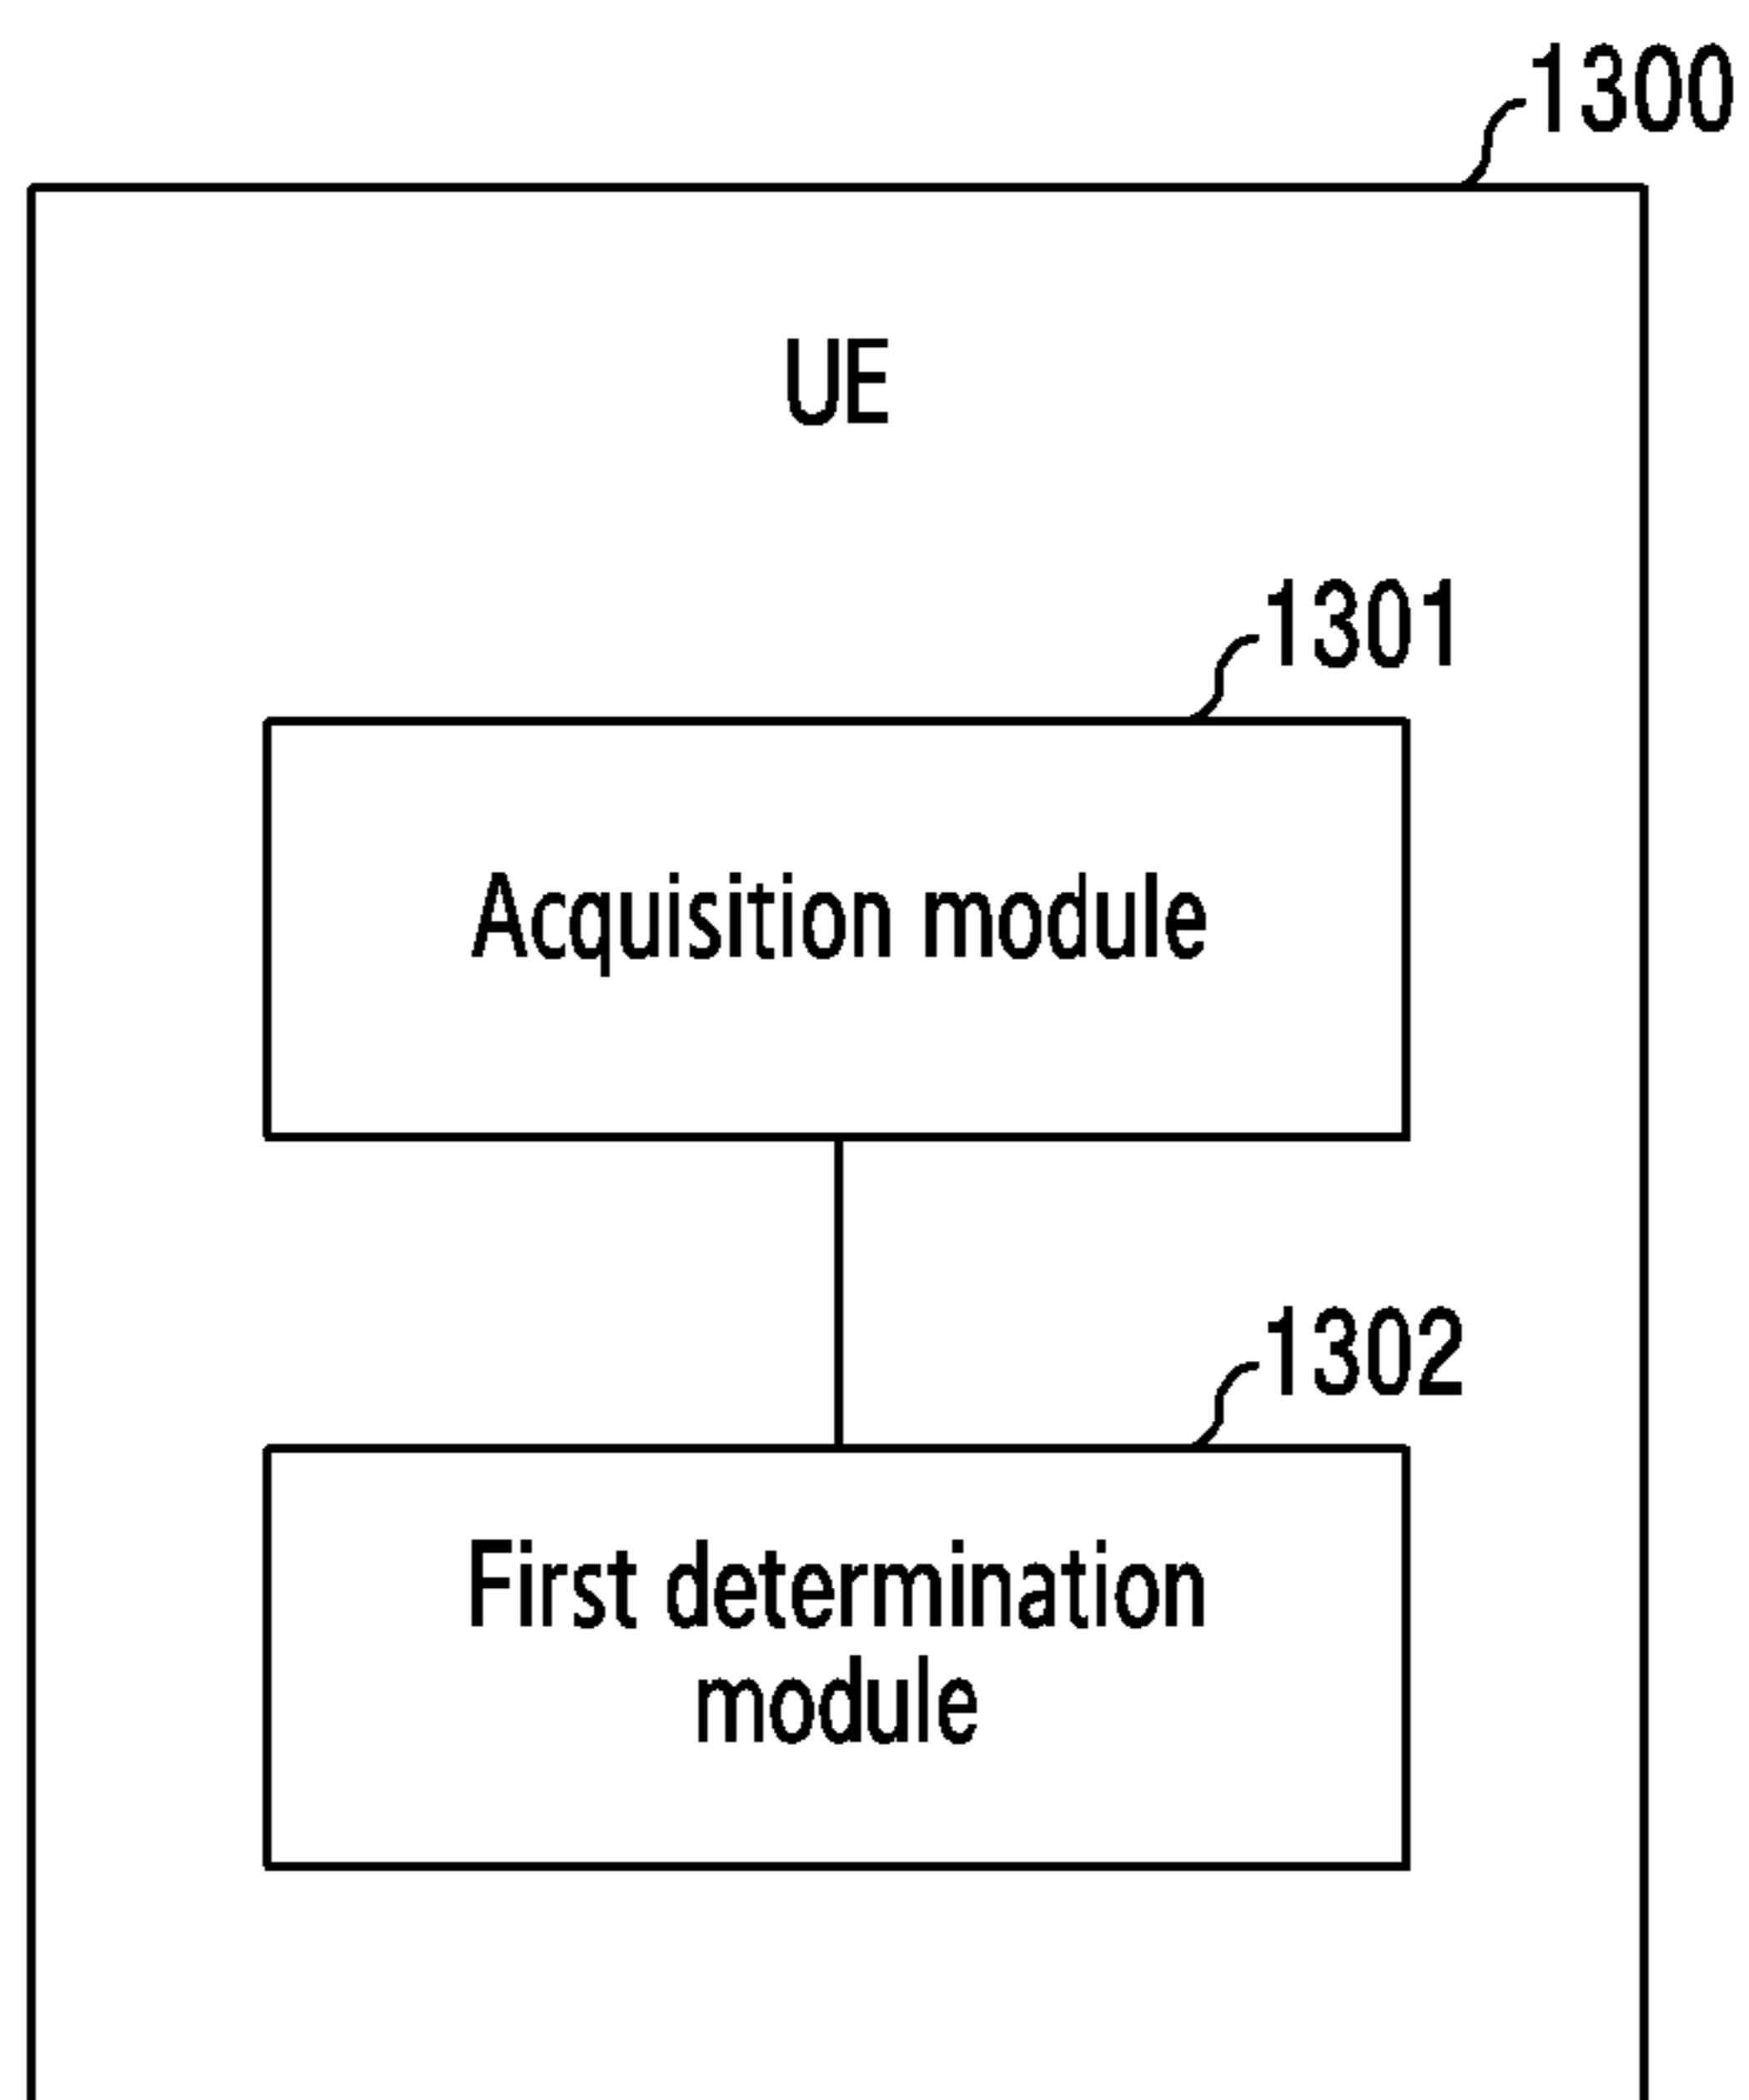 1300
UE
1301
Acquisition module
1302
First determination
module